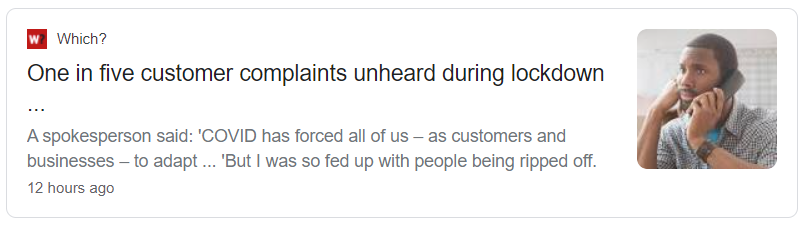 W? Which?
One in five customer complaints unheard during lockdown
...
A spokesperson said: 'COVID has forced all of us – as customers and
businesses – to adapt ... 'But I was so fed up with people being ripped off.
12 hours ago